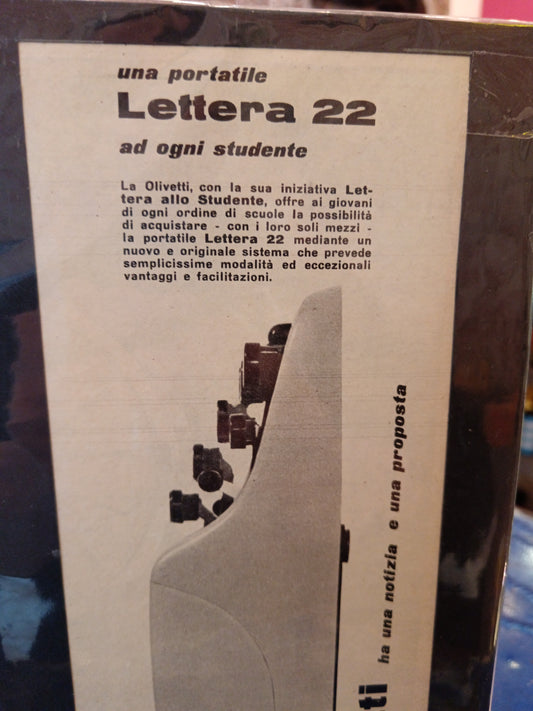 una portatile
Lettera 22
ad ogni studente
La Olivetti, con la sua iniziativa Let-
tera allo Studente, offre ai giovani
di ogni ordine di scuole la possibilità
di acquistare - con i loro soli mezzi -
la portatile Lettera 22 mediante un
nuovo e originale sistema che prevede
semplicissime modalità ed eccezionali
vantaggi e facilitazioni.
ha una notizia e una proposta